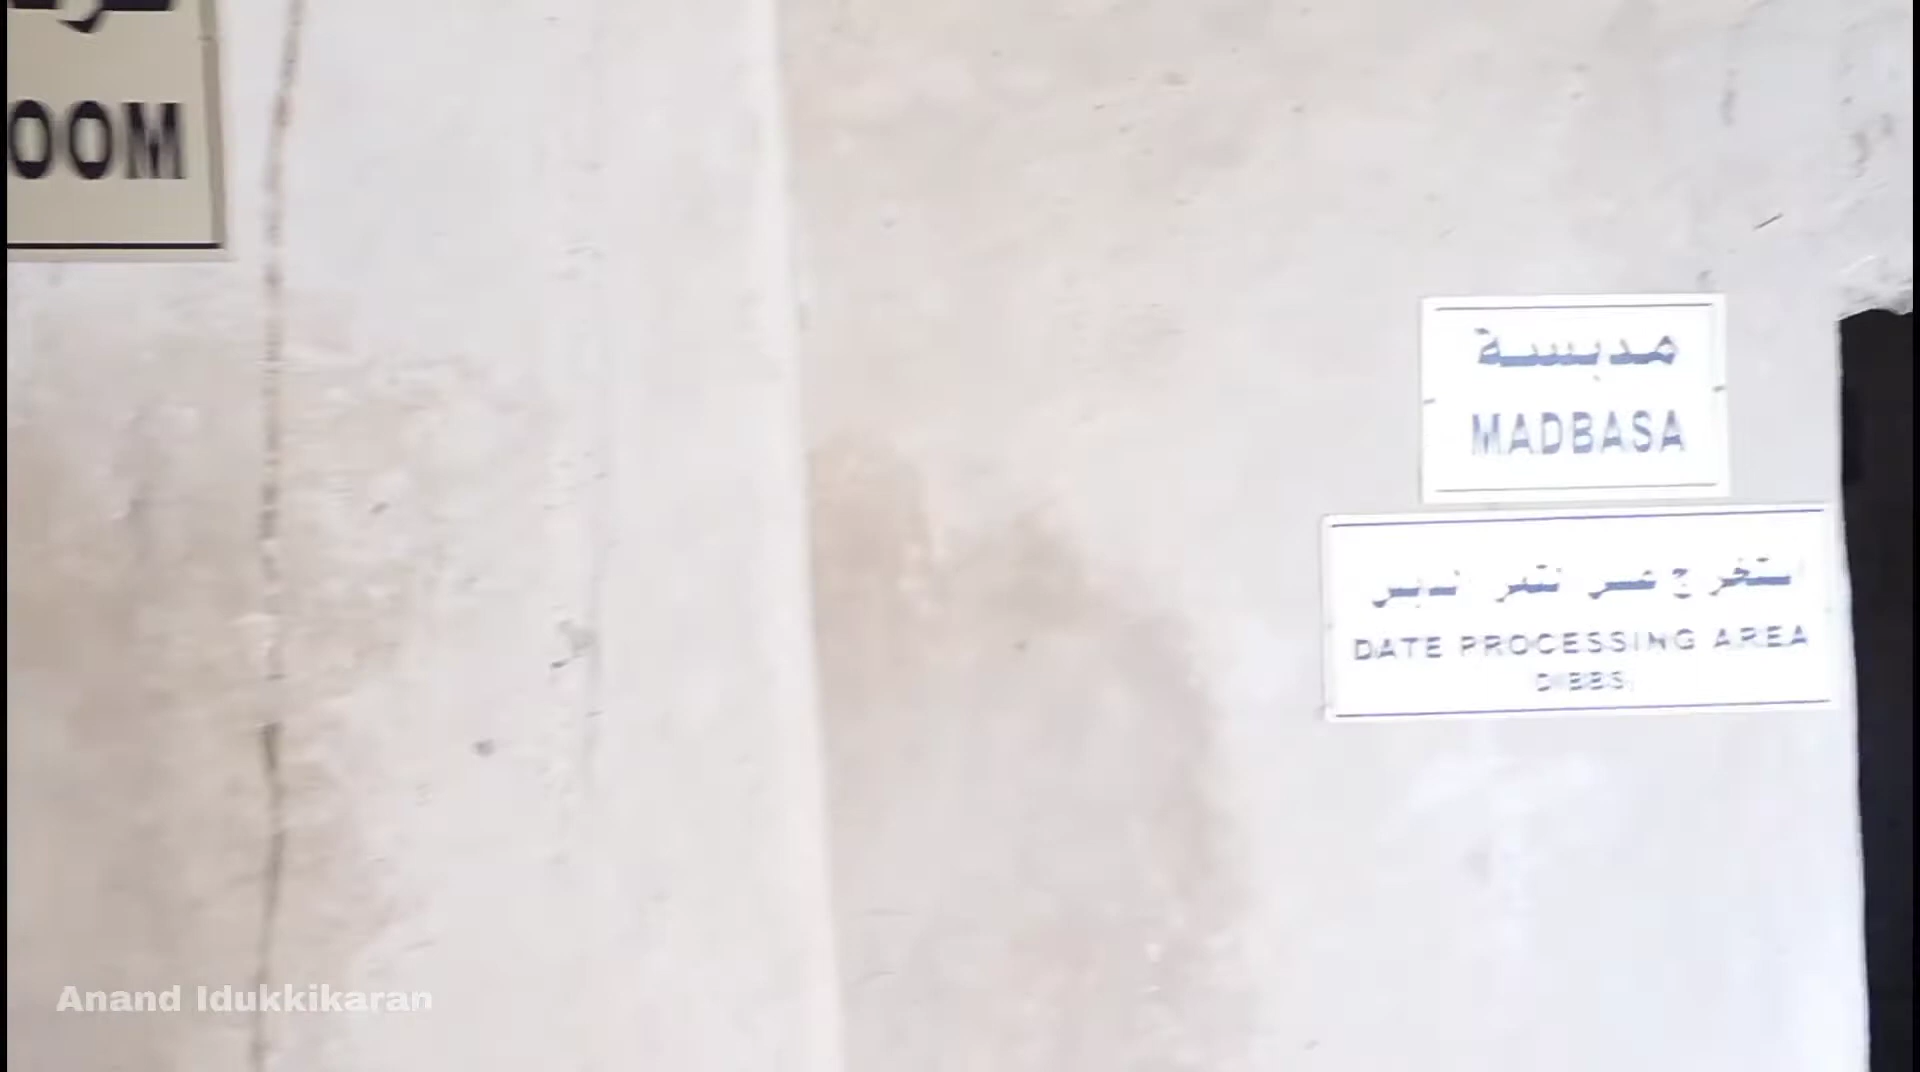 OOM
مدبسة
MADBASA
DATE PROCESSING AREA
DIBBS
Anand Idukkikaran